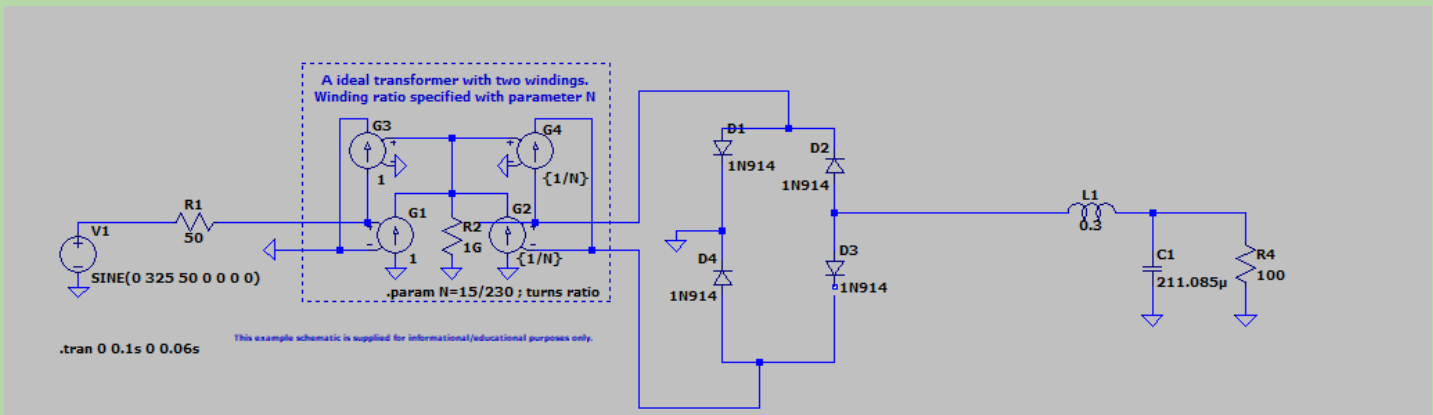 A ideal transformer with two windings.
Winding ratio specified with parameter N
G3
G4
+
+
-
-
1
{1/N}
D1
1N914
D2
1N914
R1
50
G1
G2
R2
1G
+
-
+
-
1
{1/N}
V1
+
-
SINE(0 325 50 0 0 0 0)
.param N=15/230 ; turns ratio
L1
0.3
D3
1N914
D4
1N914
C1
211.085µ
R4
100
This example schematic is supplied for informational/educational purposes only.
.tran 0 0.1s 0 0.06s